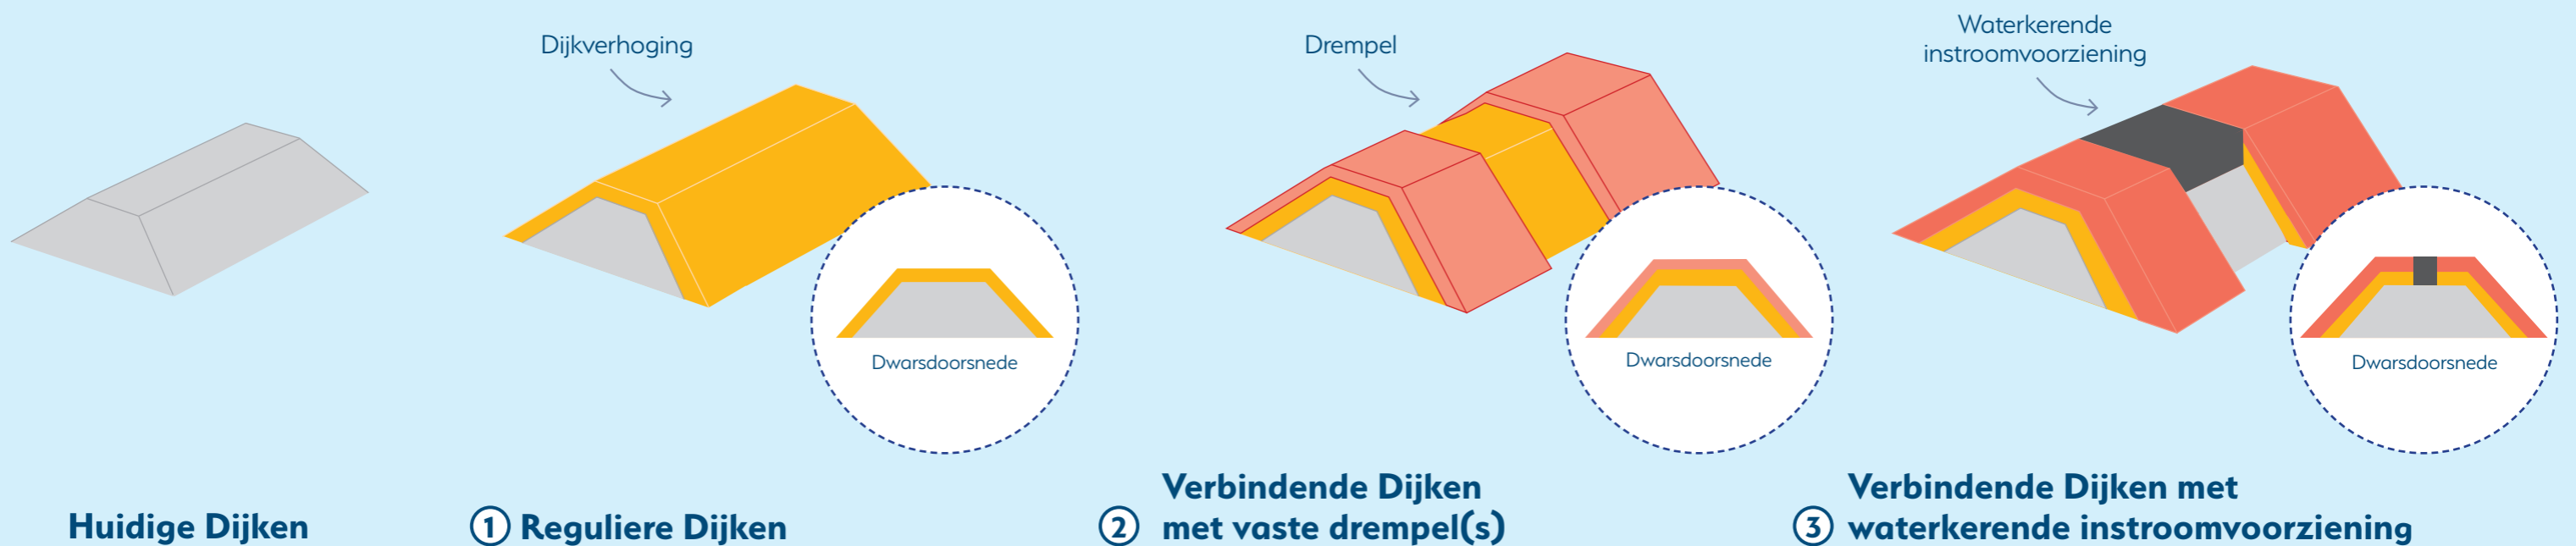 Dijkverhoging
Drempel
Waterkerende
instroomvoorziening
Dwarsdoorsnede
Dwarsdoorsnede
Dwarsdoorsnede
Huidige Dijken
1 Reguliere Dijken
2 Verbindende Dijken
met vaste drempel(s)
3 Verbindende Dijken met
waterkerende instroomvoorziening